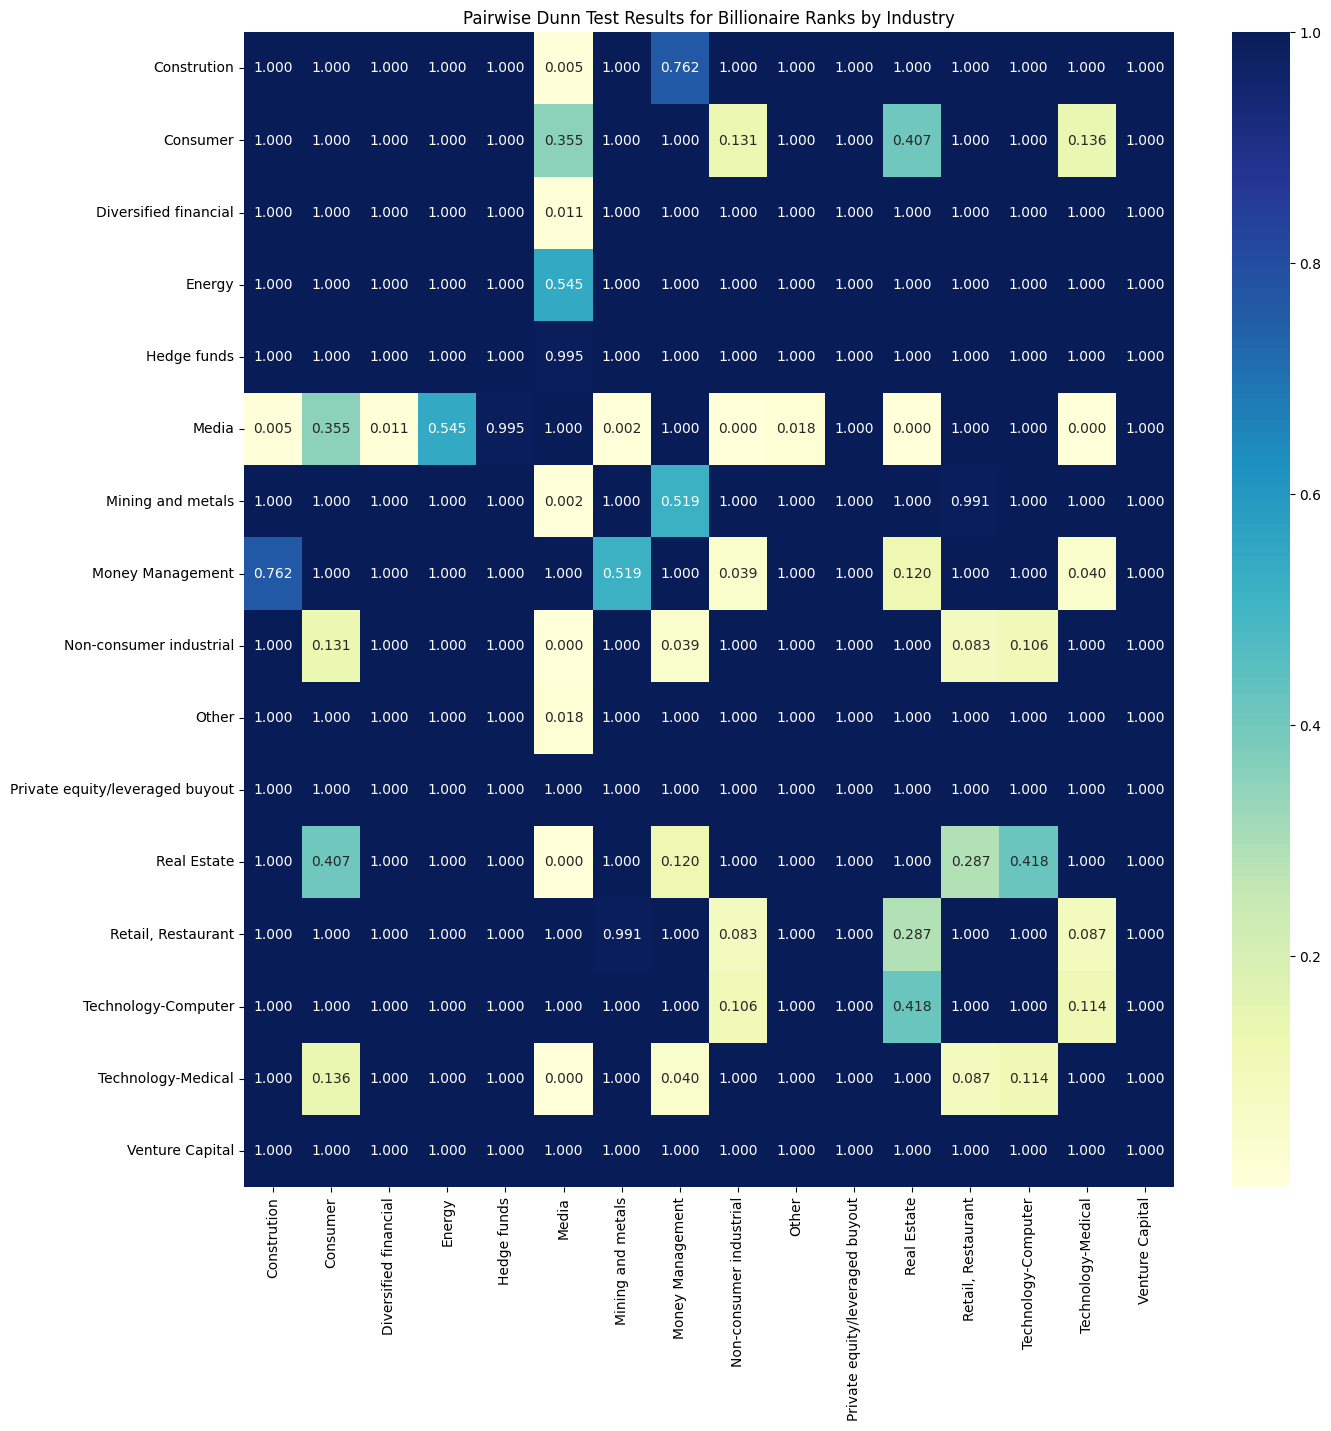 Pairwise Dunn Test Results for Billionaire Ranks by Industry
Constrution 1.000 1.000 1.000 1.000 1.000 0.005 1.000 0.762 1.000 1.000 1.000 1.000 1.000 1.000 1.000 1.000
Consumer 1.000 1.000 1.000 1.000 1.000 0.355 1.000 1.000 0.131 1.000 1.000 0.407 1.000 1.000 0.136 1.000
Diversified financial 1.000 1.000 1.000 1.000 1.000 0.011 1.000 1.000 1.000 1.000 1.000 1.000 1.000 1.000 1.000 1.000
Energy 1.000 1.000 1.000 1.000 1.000 0.545 1.000 1.000 1.000 1.000 1.000 1.000 1.000 1.000 1.000 1.000
Hedge funds 1.000 1.000 1.000 1.000 1.000 0.995 1.000 1.000 1.000 1.000 1.000 1.000 1.000 1.000 1.000 1.000
Media 0.005 0.355 0.011 0.545 0.995 1.000 0.002 1.000 0.000 0.018 1.000 0.000 1.000 1.000 0.000 1.000
Mining and metals 1.000 1.000 1.000 1.000 1.000 0.002 1.000 0.519 1.000 1.000 1.000 1.000 0.991 1.000 1.000 1.000
Money Management 0.762 1.000 1.000 1.000 1.000 1.000 0.519 1.000 0.039 1.000 1.000 0.120 1.000 1.000 0.040 1.000
Non-consumer industrial 1.000 0.131 1.000 1.000 1.000 0.000 1.000 0.039 1.000 1.000 1.000 1.000 0.083 0.106 1.000 1.000
Other 1.000 1.000 1.000 1.000 1.000 0.018 1.000 1.000 1.000 1.000 1.000 1.000 1.000 1.000 1.000 1.000
Private equity/leveraged buyout 1.000 1.000 1.000 1.000 1.000 1.000 1.000 1.000 1.000 1.000 1.000 1.000 1.000 1.000 1.000 1.000
Real Estate 1.000 0.407 1.000 1.000 1.000 0.000 1.000 0.120 1.000 1.000 1.000 1.000 0.287 0.418 1.000 1.000
Retail, Restaurant 1.000 1.000 1.000 1.000 1.000 1.000 0.991 1.000 0.083 1.000 1.000 0.287 1.000 1.000 0.087 1.000
Technology-Computer 1.000 1.000 1.000 1.000 1.000 1.000 1.000 1.000 0.106 1.000 1.000 0.418 1.000 1.000 0.114 1.000
Technology-Medical 1.000 0.136 1.000 1.000 1.000 0.000 1.000 0.040 1.000 1.000 1.000 1.000 0.087 0.114 1.000 1.000
Venture Capital 1.000 1.000 1.000 1.000 1.000 1.000 1.000 1.000 1.000 1.000 1.000 1.000 1.000 1.000 1.000 1.000
Constrution
Consumer
Diversified financial
Energy
Hedge funds
Media
Mining and metals
Money Management
Non-consumer industrial
Other
Private equity/leveraged buyout
Real Estate
Retail, Restaurant
Technology-Computer
Technology-Medical
Venture Capital
1.0
0.8
0.6
0.4
0.2